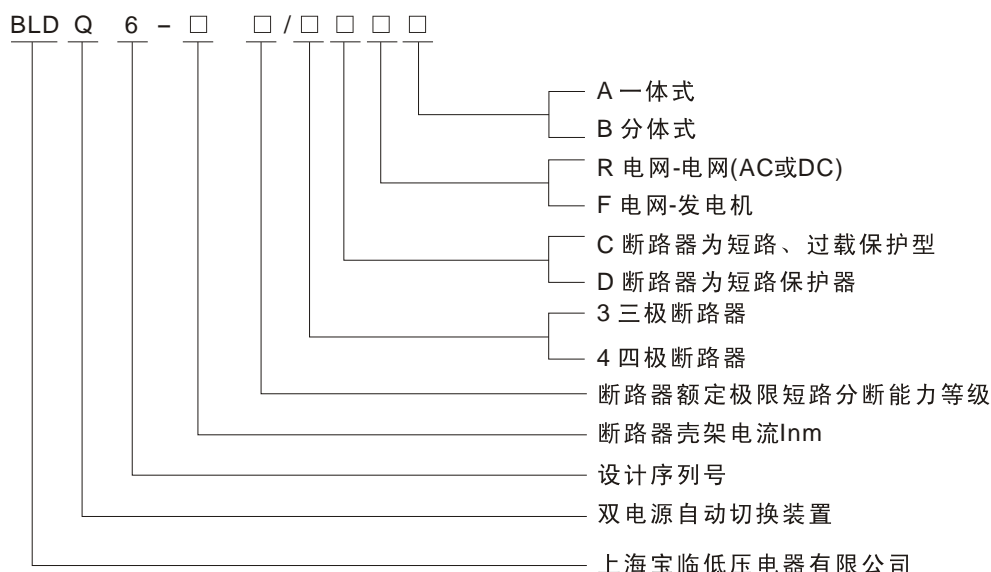 BLD Q 6 - □ □ / □ □ □ □
A 一体式
B 分体式
R 电网-电网(AC或DC)
F 电网-发电机
C 断路器为短路、过载保护型
D 断路器为短路保护器
3 三极断路器
4 四极断路器
断路器额定极限短路分断能力等级
断路器壳架电流Inm
设计序列号
双电源自动切换装置
上海宝临低压电器有限公司